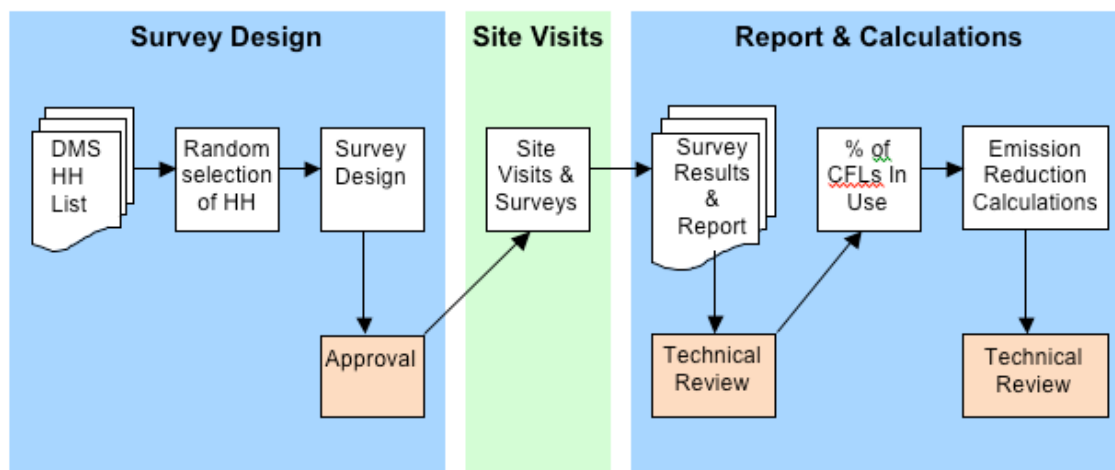 Survey Design
Site Visits
Report & Calculations
DMS
HH
List
Random
selection
of HH
Survey
Design
Site
Visits &
Surveys
Survey
Results
&
Report
% of
CFLs In
Use
Emission
Reduction
Calculations
Approval
Technical
Review
Technical
Review